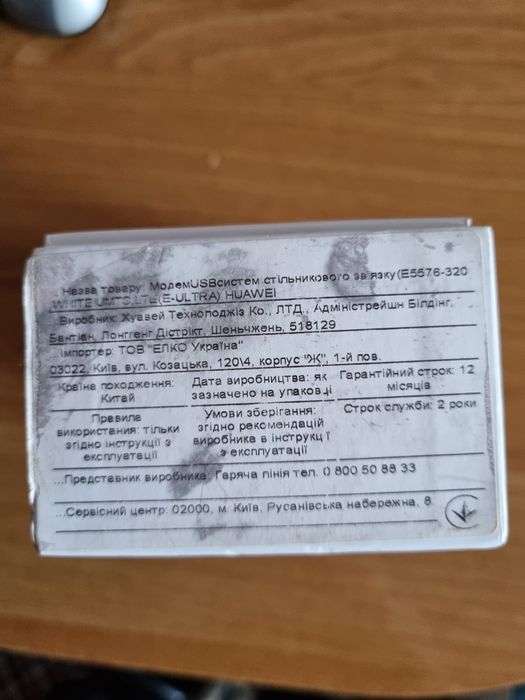 Назва товару: МодемUSBсистем стільникового зв'язку(E5576-320
WHITE UMTS,LTE(E-ULTRA) HUAWEI
...Виробник: Хуавей Технолоджіз Ко., ЛТД., Адміністрейшн Білдінг,
Бантіен, Лонггенг Дістрікт, Шеньчжень, 518129
...Імпортер: ТОВ "ЕЛКО Україна"
03022, Київ, вул. Козацька, 120\4, корпус "Ж", 1-й пов.
Країна походження:
Китай
Дата виробництва: як
зазначено на упаковці
Гарантійний строк: 12
місяців
Правила
використання: тільки
згідно інструкції з
експлуатації
Умови зберігання:
згідно рекомендацій
виробника в інструкції
з експлуатації
Строк служби: 2 роки
...Представник виробника: Гаряча лінія тел. 0 800 50 88 33
...Сервісний центр: 02000, м. Київ, Русанівська набережна, 8